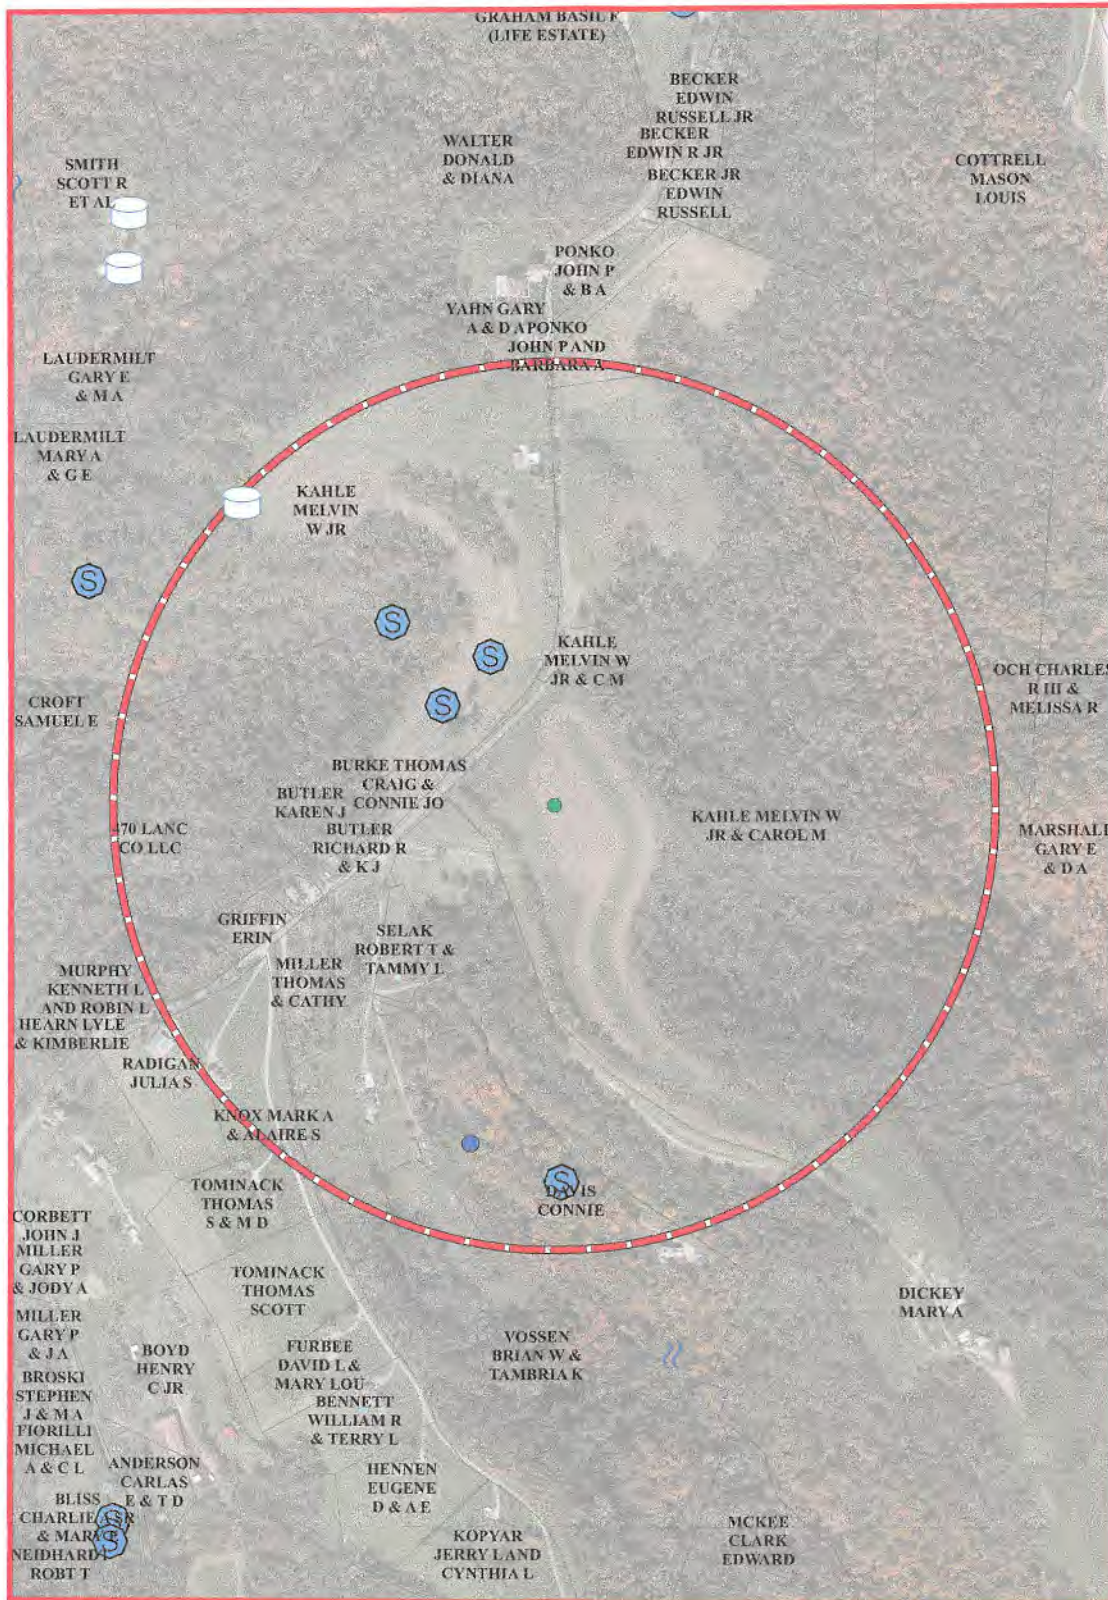 GRAHAM BASIL F
(LIFE ESTATE)
BECKER
EDWIN
RUSSELL JR
BECKER
EDWIN R JR
BECKER JR
EDWIN
RUSSELL
WALTER
DONALD
& DIANA
COTTRELL
MASON
LOUIS
SMITH
SCOTT R
ET AL
PONKO
JOHN P
& B A
YAHN GARY
A & D A
PONKO
JOHN P AND
BARBARA A
LAUDERMILT
GARY E
& M A
LAUDERMILT
MARY A
& G E
KAHLE
MELVIN
W JR
S
S
S
S
KAHLE
MELVIN W
JR & C M
OCH CHARLES
R III &
MELISSA R
CROFT
SAMUEL E
BURKE THOMAS
CRAIG &
CONNIE JO
BUTLER
KAREN J
BUTLER
RICHARD R
& K J
KAHLE MELVIN W
JR & CAROL M
MARSHALL
GARY E
& D A
470 LANC
CO LLC
GRIFFIN
ERIN
SELAK
ROBERT T &
TAMMY L
MILLER
THOMAS
& CATHY
MURPHY
KENNETH L
AND ROBIN L
HEARN LYLE
& KIMBERLIE
RADIGAN
JULIA S
KNOX MARK A
& ALAIRE S
S
DAVIS
CONNIE
TOMINACK
THOMAS
S & M D
CORBETT
JOHN J
MILLER
GARY P
& JODY A
TOMINACK
THOMAS
SCOTT
DICKEY
MARY A
MILLER
GARY P
& J A
BOYD
HENRY
C JR
FURBEE
DAVID L &
MARY LOU
VOSSEN
BRIAN W &
TAMBRIA K
BROSKI
STEPHEN
J & M A
BENNETT
WILLIAM R
& TERRY L
FIORILLI
MICHAEL
A & C L
ANDERSON
CARLAS
E & T D
HENNEN
EUGENE
D & A E
BLISS
CHARLIE A SR
& MARY
S
S
NEIDHARDT
ROBT T
KOPYAR
JERRY L AND
CYNTHIA L
MCKEE
CLARK
EDWARD